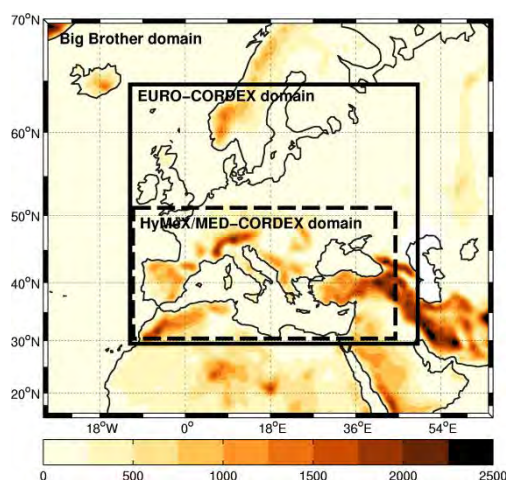 70°N
Big Brother domain
EURO−CORDEX domain
60°N
50°N
HyMeX/MED−CORDEX domain
40°N
30°N
20°N
18°W 0° 18°E 36°E 54°E
0 500 1000 1500 2000 2500